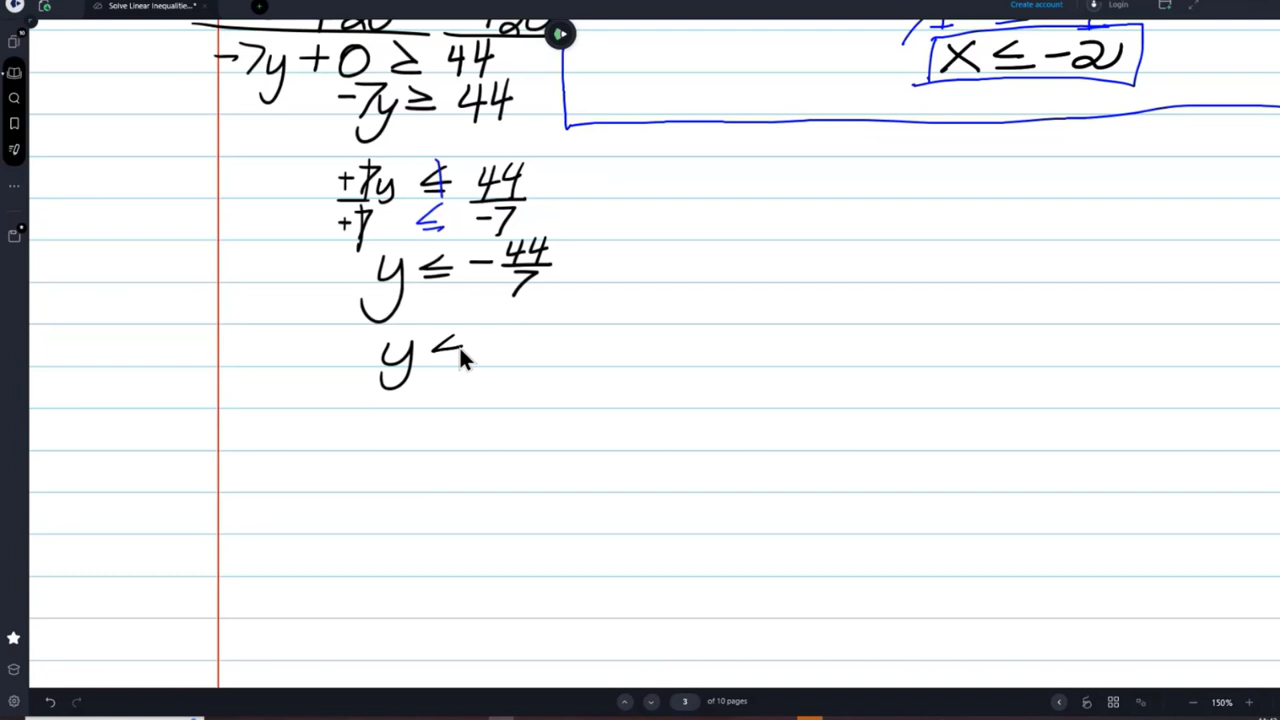 Solve Linear Inequalitie...*
Create account
Login
-7y + 0 ≥ 44
-7y ≥ 44
+7y ≤ 44
+7 ≤ -7
y ≤ - 44/7
y <
x ≤ -2
3 of 10 pages
150%